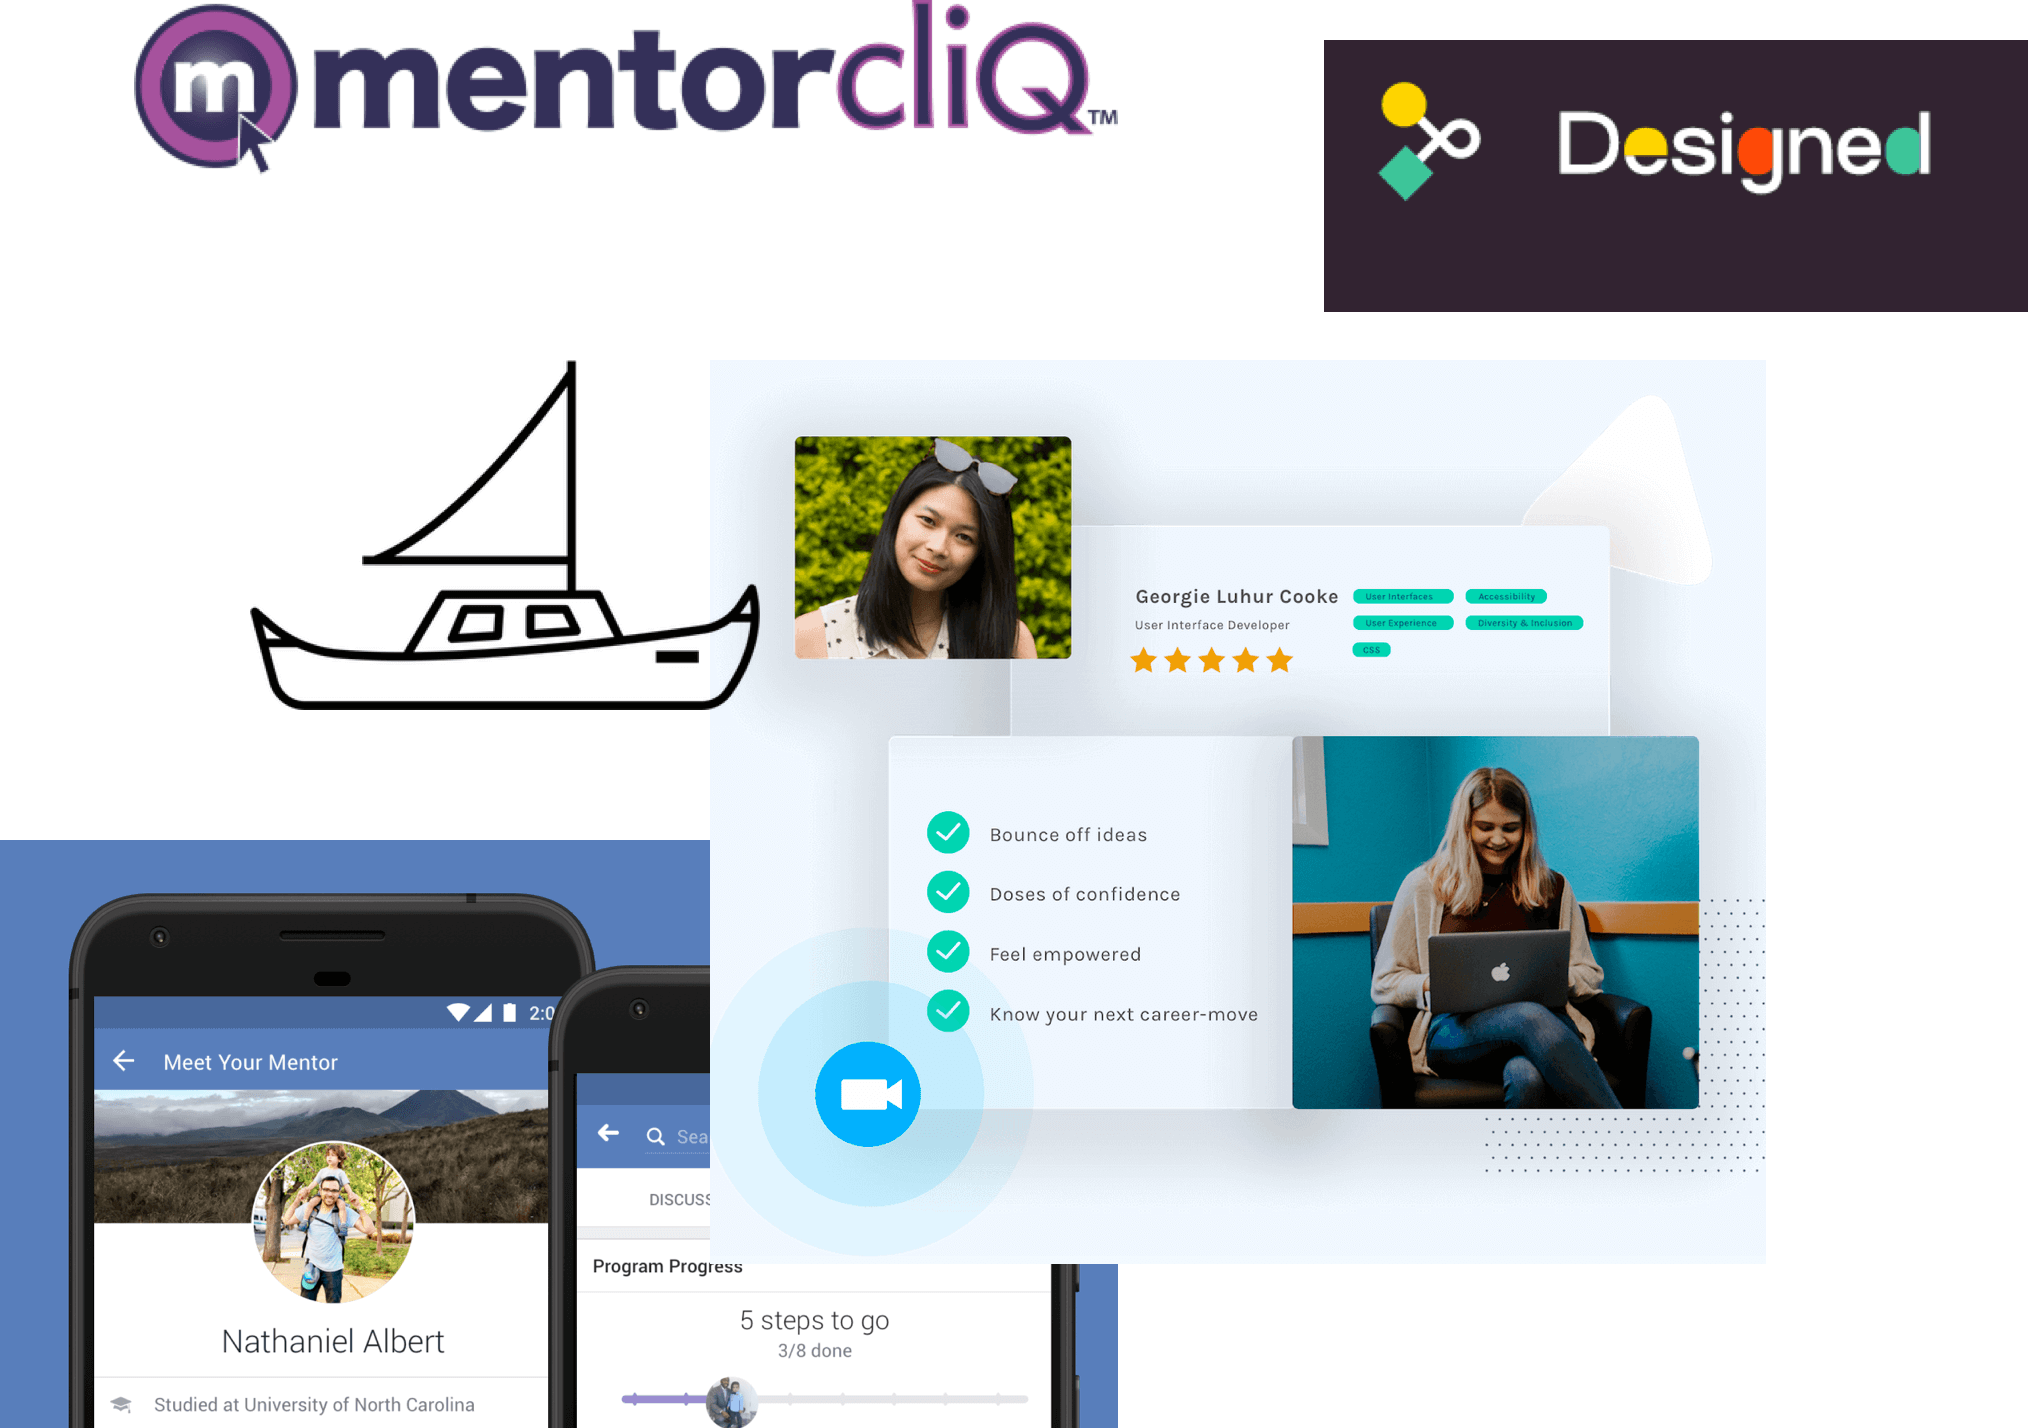 m mentorcliQ™
Designed
Georgie Luhur Cooke
User Interface Developer
User Interfaces
Accessibility
User Experience
Diversity & Inclusion
CSS
Bounce off ideas
Doses of confidence
Feel empowered
Know your next career-move
2:0
Meet Your Mentor
Nathaniel Albert
Studied at University of North Carolina
Sea
DISCUSS
Program Progress
5 steps to go
3/8 done